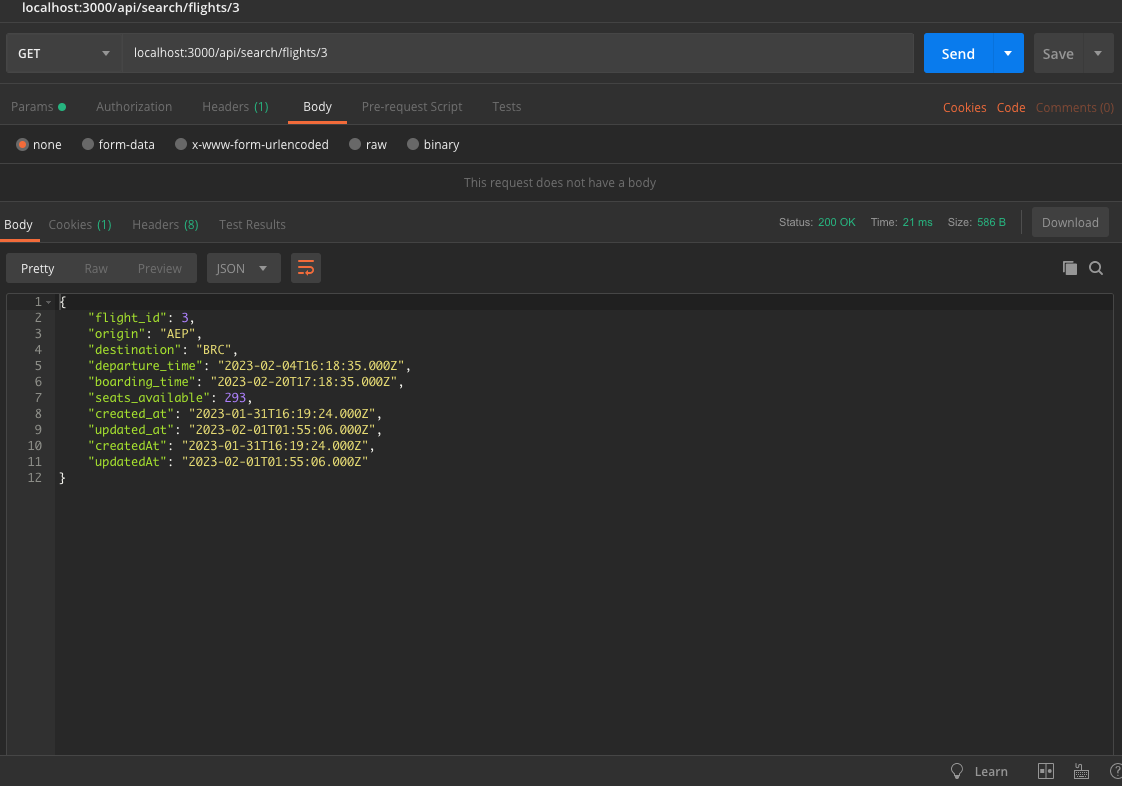 localhost:3000/api/search/flights/3
GET localhost:3000/api/search/flights/3 Send Save
Params Authorization Headers (1) Body Pre-request Script Tests Cookies Code Comments (0)
none form-data x-www-form-urlencoded raw binary
This request does not have a body
Body Cookies (1) Headers (8) Test Results Status: 200 OK Time: 21 ms Size: 586 B Download
Pretty Raw Preview JSON
1 {
2 "flight_id": 3,
3 "origin": "AEP",
4 "destination": "BRC",
5 "departure_time": "2023-02-04T16:18:35.000Z",
6 "boarding_time": "2023-02-20T17:18:35.000Z",
7 "seats_available": 293,
8 "created_at": "2023-01-31T16:19:24.000Z",
9 "updated_at": "2023-02-01T01:55:06.000Z",
10 "createdAt": "2023-01-31T16:19:24.000Z",
11 "updatedAt": "2023-02-01T01:55:06.000Z"
12 }
Learn